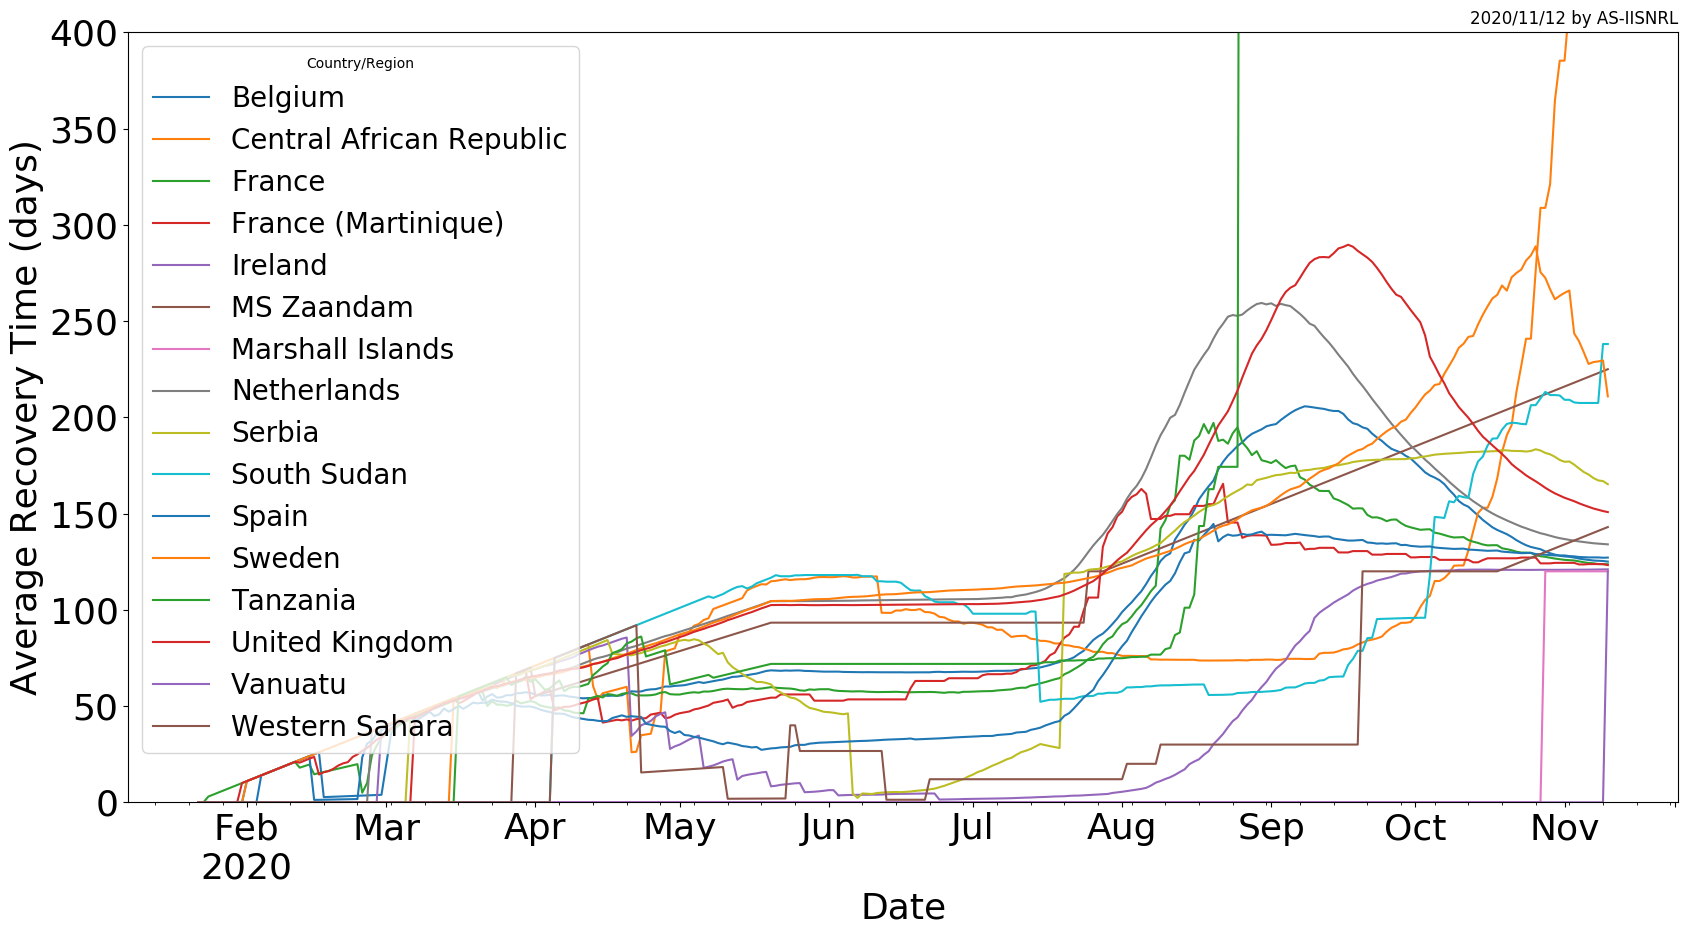 2020/11/12 by AS-IISNRL
400
350
300
250
200
150
100
50
0
Average Recovery Time (days)
Country/Region
Belgium
Central African Republic
France
France (Martinique)
Ireland
MS Zaandam
Marshall Islands
Netherlands
Serbia
South Sudan
Spain
Sweden
Tanzania
United Kingdom
Vanuatu
Western Sahara
Feb Mar Apr May Jun Jul Aug Sep Oct Nov
2020
Date